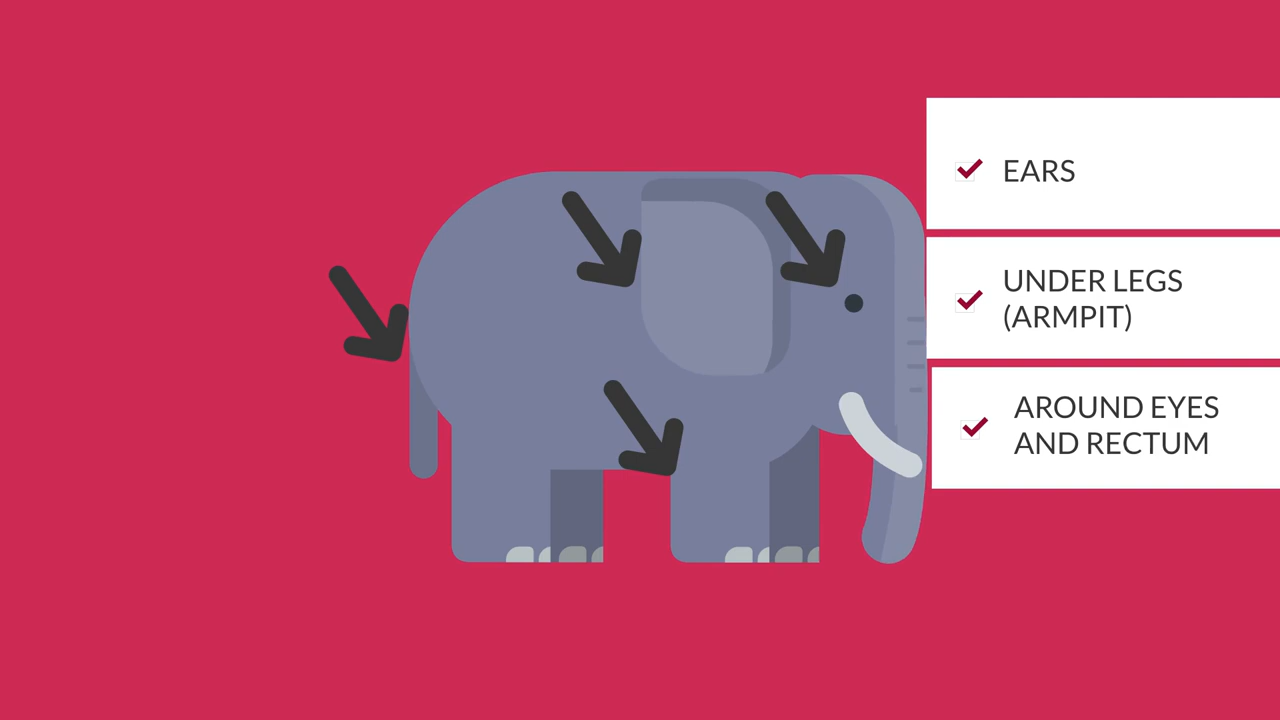 EARS
UNDER LEGS
(ARMPIT)
AROUND EYES
AND RECTUM